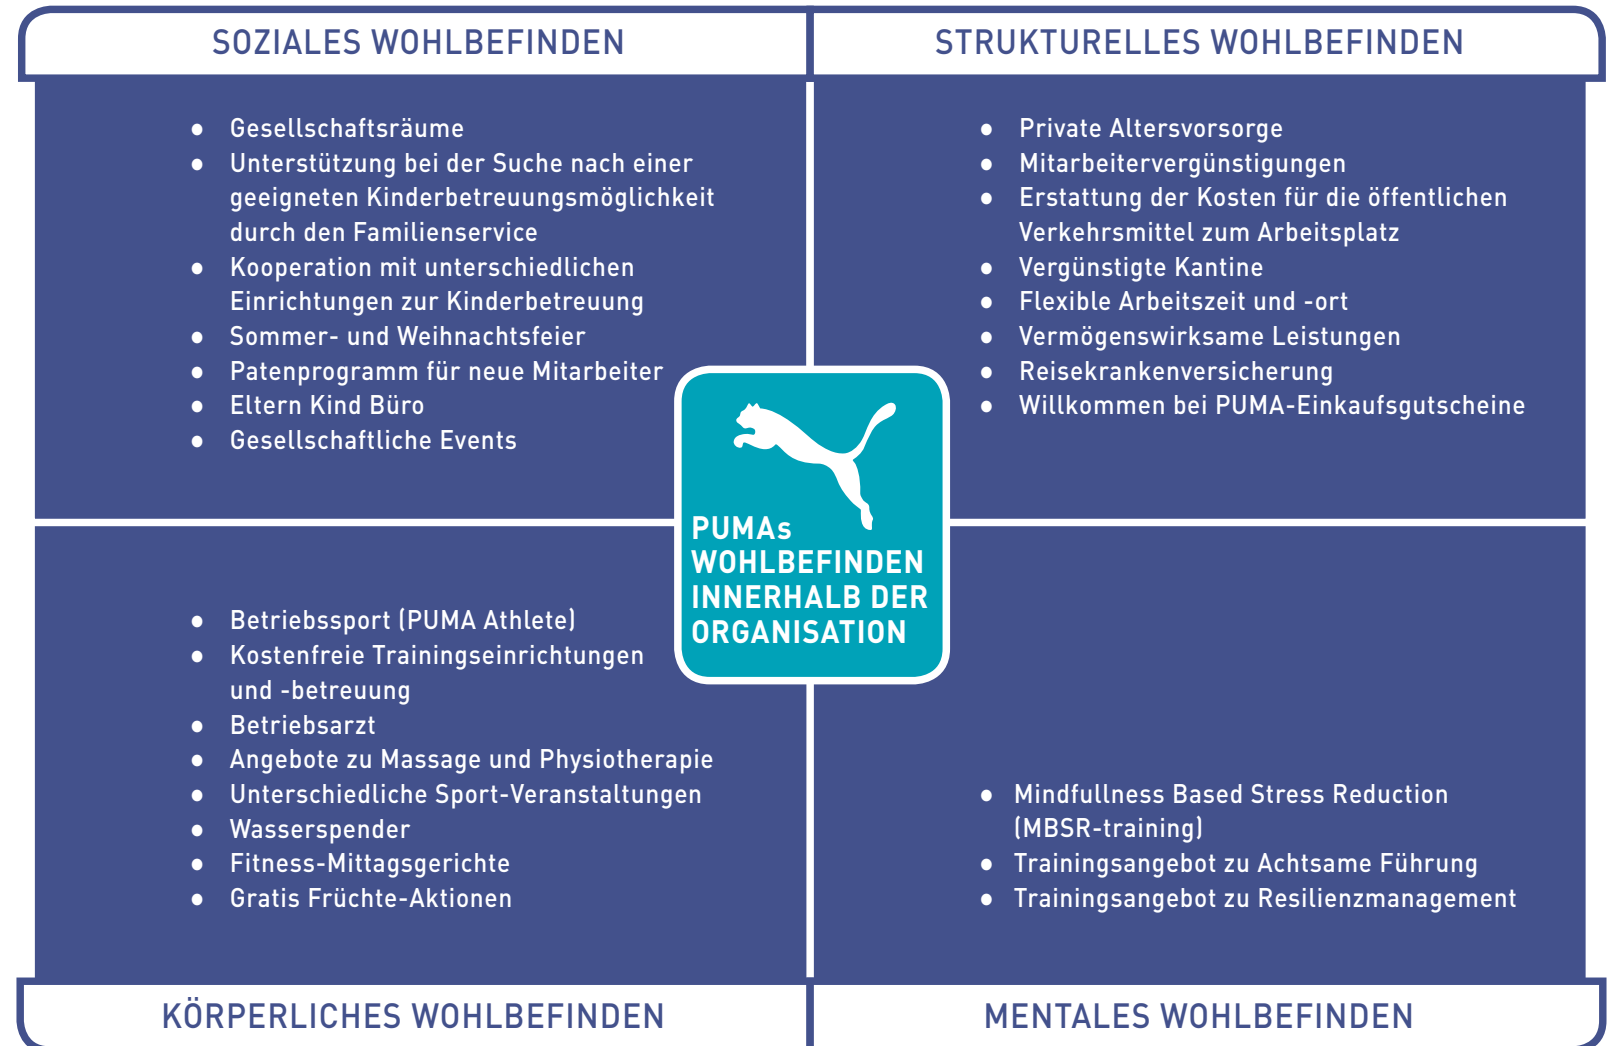 SOZIALES WOHLBEFINDEN
● Gesellschaftsräume
● Unterstützung bei der Suche nach einer
geeigneten Kinderbetreuungsmöglichkeit
durch den Familienservice
● Kooperation mit unterschiedlichen
Einrichtungen zur Kinderbetreuung
● Sommer- und Weihnachtsfeier
● Patenprogramm für neue Mitarbeiter
● Eltern Kind Büro
● Gesellschaftliche Events
STRUKTURELLES WOHLBEFINDEN
● Private Altersvorsorge
● Mitarbeitervergünstigungen
● Erstattung der Kosten für die öffentlichen
Verkehrsmittel zum Arbeitsplatz
● Vergünstigte Kantine
● Flexible Arbeitszeit und -ort
● Vermögenswirksame Leistungen
● Reisekrankenversicherung
● Willkommen bei PUMA-Einkaufsgutscheine
PUMAs
WOHLBEFINDEN
INNERHALB DER
ORGANISATION
● Betriebssport (PUMA Athlete)
● Kostenfreie Trainingseinrichtungen
und -betreuung
● Betriebsarzt
● Angebote zu Massage und Physiotherapie
● Unterschiedliche Sport-Veranstaltungen
● Wasserspender
● Fitness-Mittagsgerichte
● Gratis Früchte-Aktionen
KÖRPERLICHES WOHLBEFINDEN
● Mindfullness Based Stress Reduction
(MBSR-training)
● Trainingsangebot zu Achtsame Führung
● Trainingsangebot zu Resilienzmanagement
MENTALES WOHLBEFINDEN